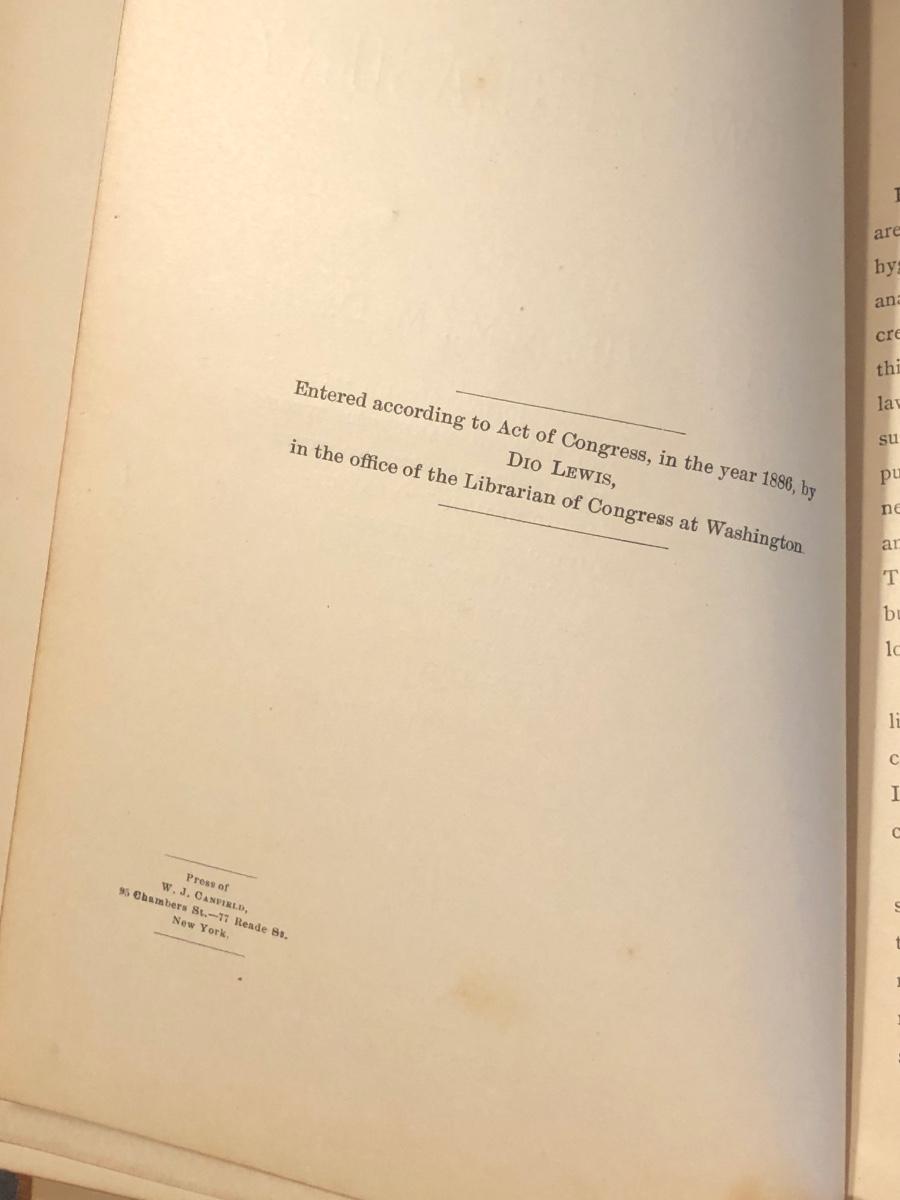 Entered according to Act of Congress, in the year 1886, by
DIO LEWIS,
in the office of the Librarian of Congress at Washington
Press of
W. J. CANFIELD,
95 Chambers St.—77 Reade St.
New York.
are